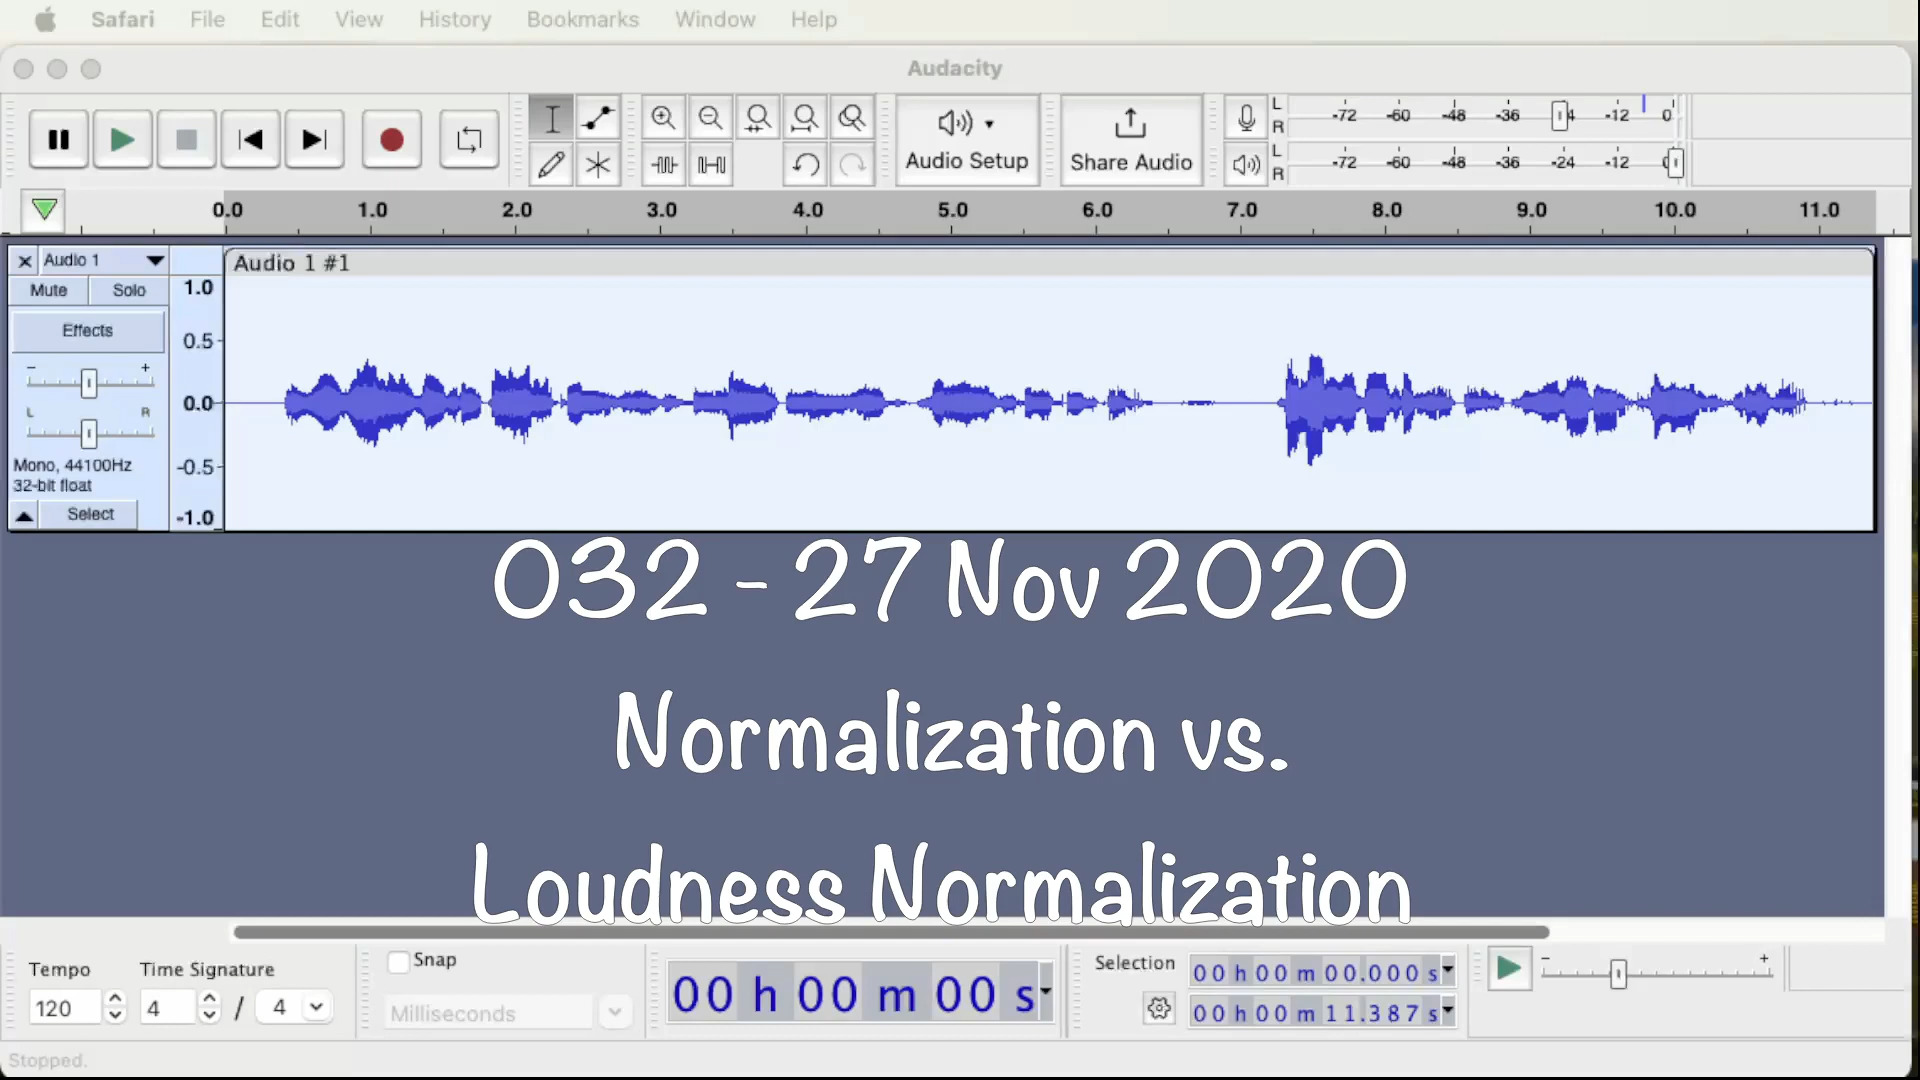 Safari File Edit View History Bookmarks Window Help
Audacity
Audio Setup
Share Audio
L R -72 -60 -48 -36 -12 0
L R -72 -60 -48 -36 -24 -12
0.0 1.0 2.0 3.0 4.0 5.0 6.0 7.0 8.0 9.0 10.0 11.0
Audio 1
Audio 1 #1
Mute Solo
Effects
- +
L R
Mono, 44100Hz
32-bit float
Select
1.0
0.5
0.0
-0.5
-1.0
032 - 27 Nov 2020
Normalization vs.
Loudness Normalization
Tempo Time Signature
120 4 / 4
Snap
Milliseconds
00 h 00 m 00 s
Selection
00 h 00 m 00.000 s
00 h 00 m 11.387 s
- +
Stopped.